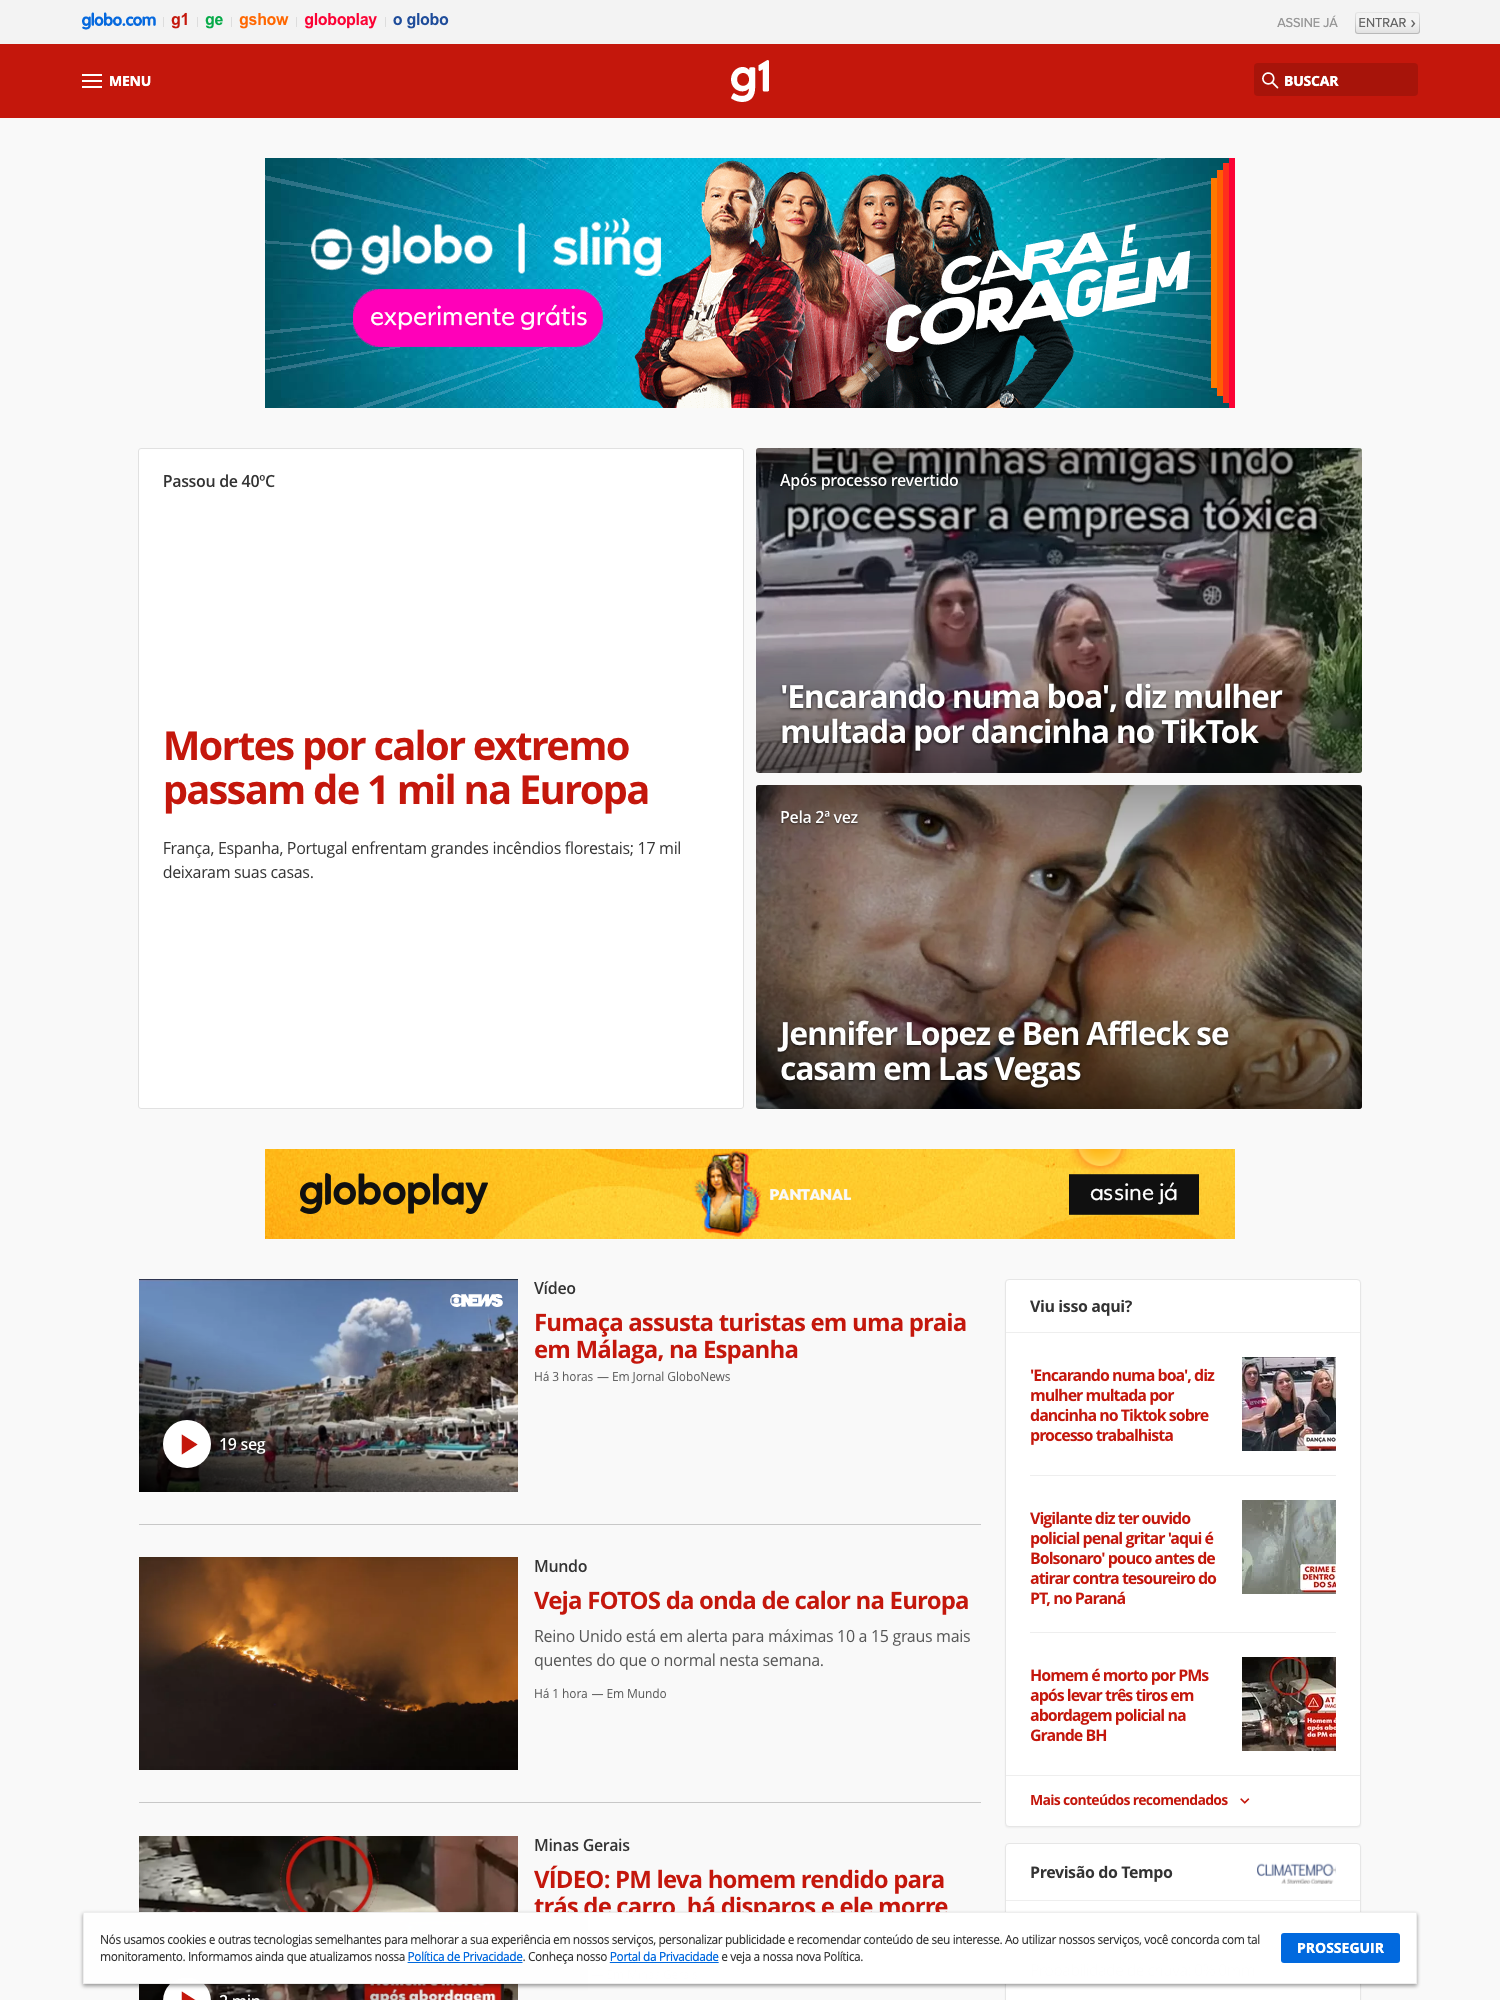 globo.com
g1
ge
gshow
globoplay
o globo
ASSINE JÁ
ENTRAR ›
MENU
g1
BUSCAR
globo | sling
experimente grátis
CARA E
CORAGEM
Passou de 40ºC
Mortes por calor extremo
passam de 1 mil na Europa
França, Espanha, Portugal enfrentam grandes incêndios florestais; 17 mil
deixaram suas casas.
Eu e minhas amigas indo
Após processo revertido
processar a empresa tóxica
'Encarando numa boa', diz mulher
multada por dancinha no TikTok
Pela 2ª vez
Jennifer Lopez e Ben Affleck se
casam em Las Vegas
globoplay
PANTANAL
assine já
NEWS
19 seg
Vídeo
Fumaça assusta turistas em uma praia
em Málaga, na Espanha
Há 3 horas — Em Jornal GloboNews
Mundo
Veja FOTOS da onda de calor na Europa
Reino Unido está em alerta para máximas 10 a 15 graus mais
quentes do que o normal nesta semana.
Há 1 hora — Em Mundo
Minas Gerais
VÍDEO: PM leva homem rendido para
trás de carro, há disparos e ele morre
após abordagem
2 min
Viu isso aqui?
'Encarando numa boa', diz
mulher multada por
dancinha no Tiktok sobre
processo trabalhista
DANÇA NO
Vigilante diz ter ouvido
policial penal gritar 'aqui é
Bolsonaro' pouco antes de
atirar contra tesoureiro do
PT, no Paraná
CRIME E
DENTRO
DO SA
Homem é morto por PMs
após levar três tiros em
abordagem policial na
Grande BH
AT
Homem é
após abo
da PM em
Mais conteúdos recomendados
Previsão do Tempo
CLIMATEMPO
A StormGeo Company
Nós usamos cookies e outras tecnologias semelhantes para melhorar a sua experiência em nossos serviços, personalizar publicidade e recomendar conteúdo de seu interesse. Ao utilizar nossos serviços, você concorda com tal
monitoramento. Informamos ainda que atualizamos nossa Política de Privacidade. Conheça nosso Portal da Privacidade e veja a nossa nova Política.
PROSSEGUIR